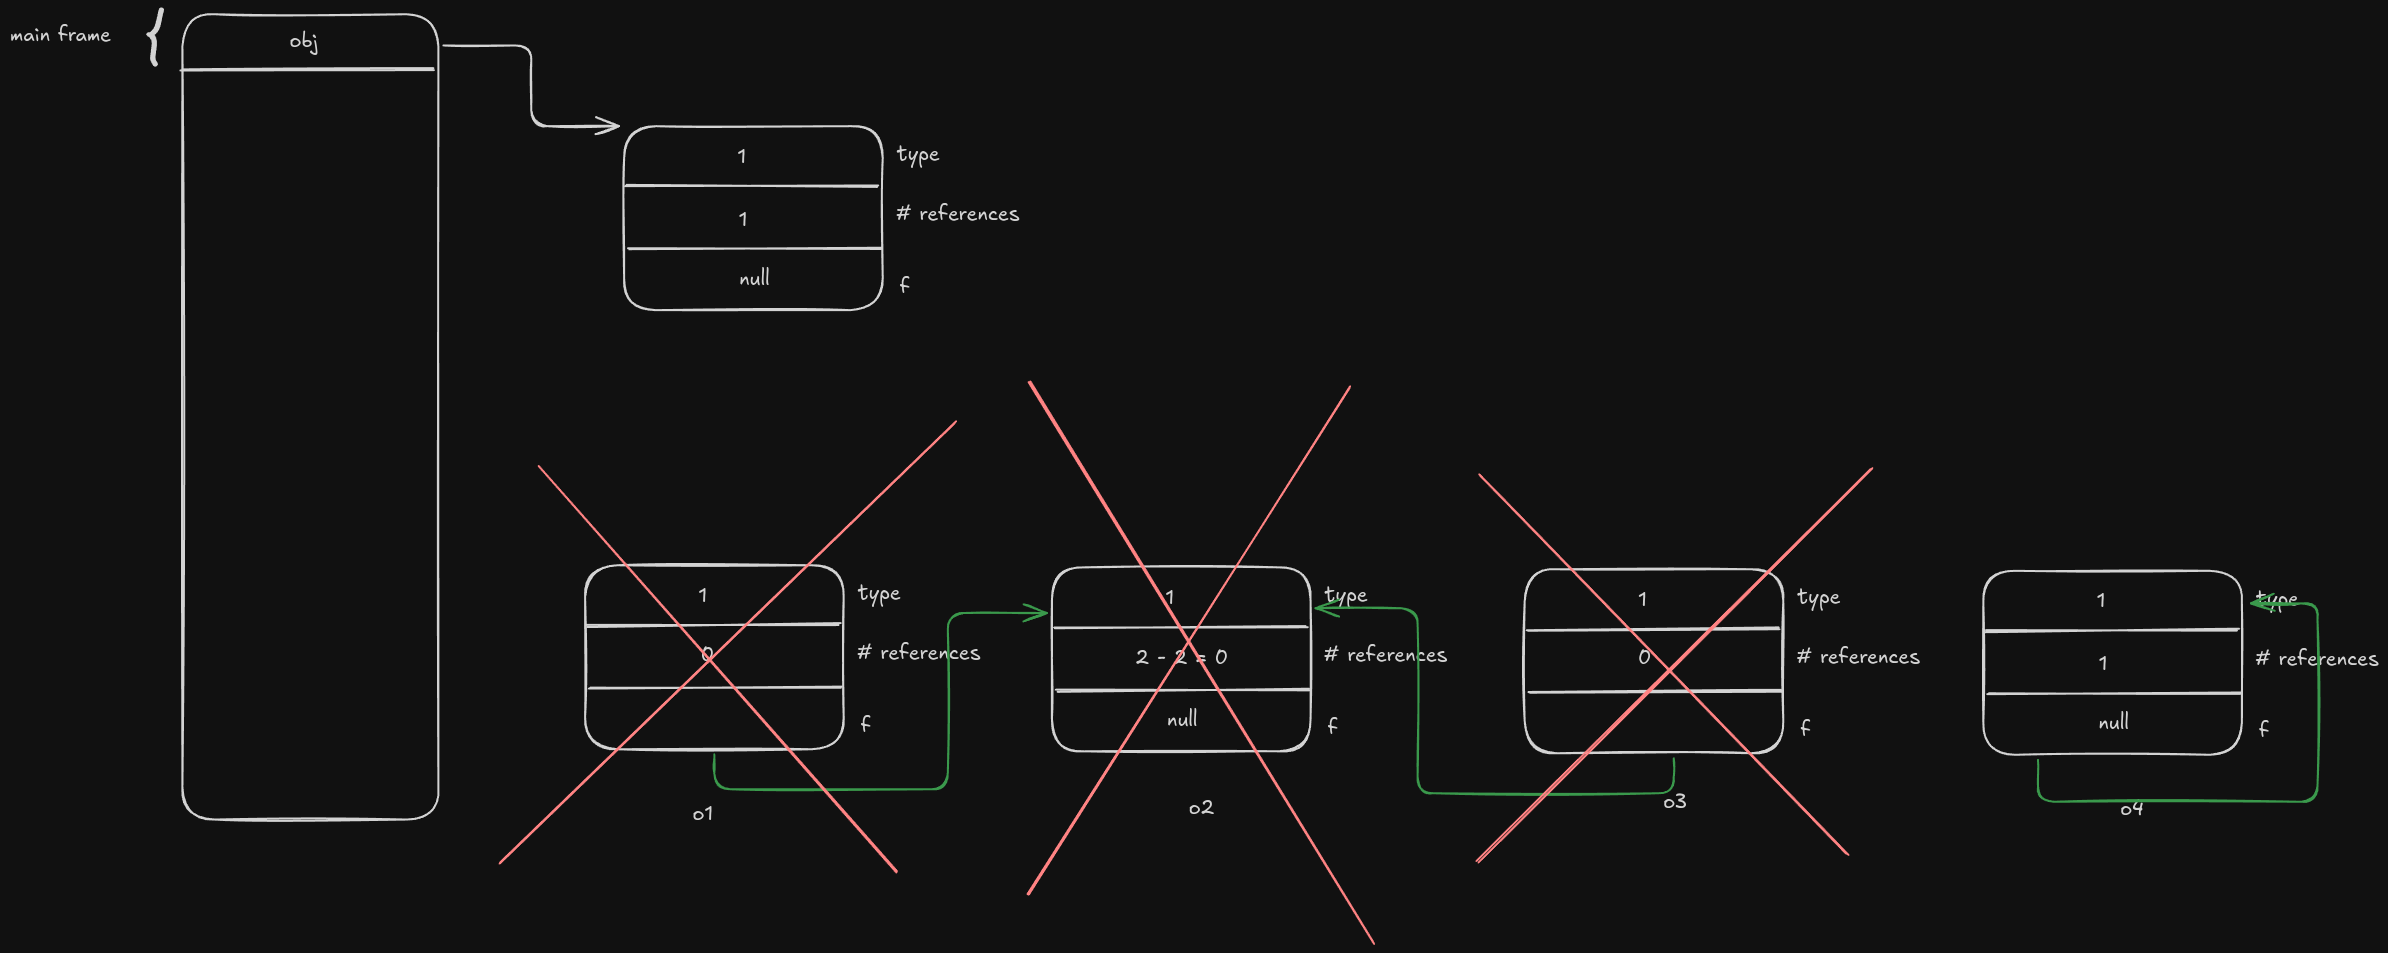 main frame
obj
1
type
1
# references
null
f
1
type
0
# references
f
o1
1
type
2 - 2 = 0
# references
null
f
o2
1
type
0
# references
f
o3
1
type
1
# references
null
f
o4